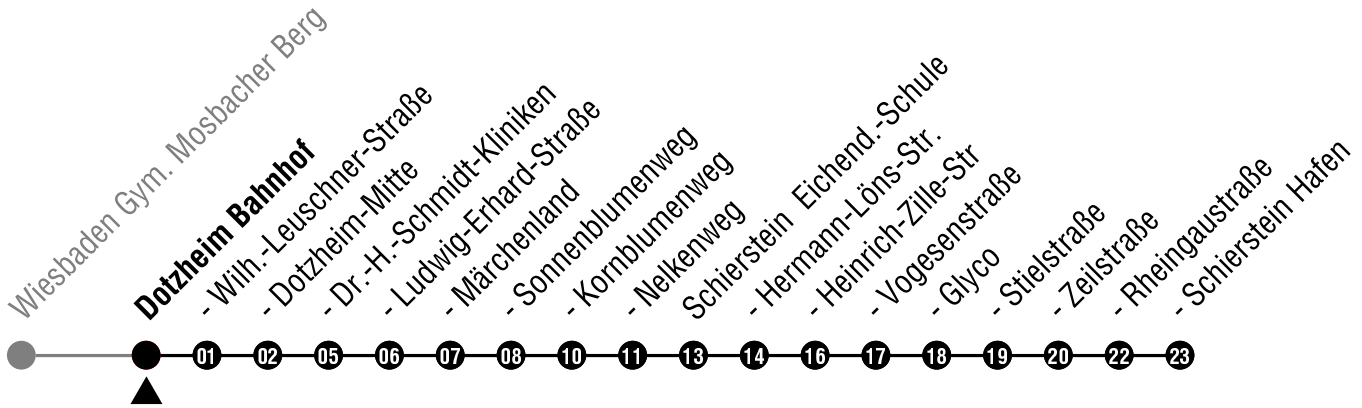 Wiesbaden Gym. Mosbacher Berg
Dotzheim Bahnhof
- Wilh.-Leuschner-Straße
- Dotzheim-Mitte
- Dr.-H.-Schmidt-Kliniken
- Ludwig-Erhard-Straße
- Märchenland
- Sonnenblumenweg
- Kornblumenweg
- Nelkenweg
Schierstein Eichend.-Schule
- Hermann-Löns-Str.
- Heinrich-Zille-Str
- Vogesenstraße
- Glyco
- Stielstraße
- Zeilstraße
- Rheingaustraße
- Schierstein Hafen
01 02 05 06 07 08 10 11 13 14 16 17 18 19 20 22 23